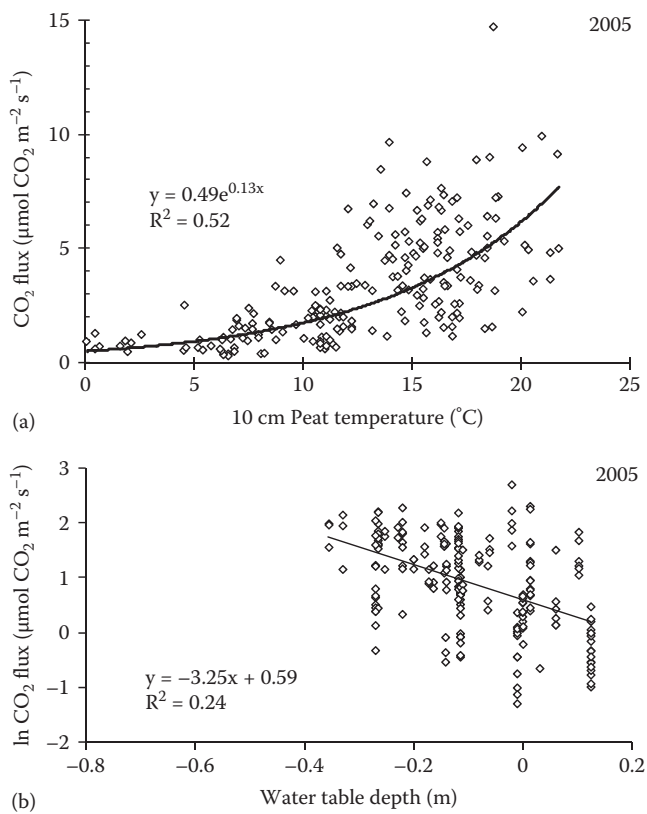 15
2005
10
5
0
CO₂ flux (µmol CO₂ m⁻² s⁻¹)
y = 0.49e^0.13x
R² = 0.52
0 5 10 15 20 25
(a)
10 cm Peat temperature (°C)
3
2005
2
1
0
−1
−2
ln CO₂ flux (µmol CO₂ m⁻² s⁻¹)
y = −3.25x + 0.59
R² = 0.24
−0.8 −0.6 −0.4 −0.2 0 0.2
(b)
Water table depth (m)